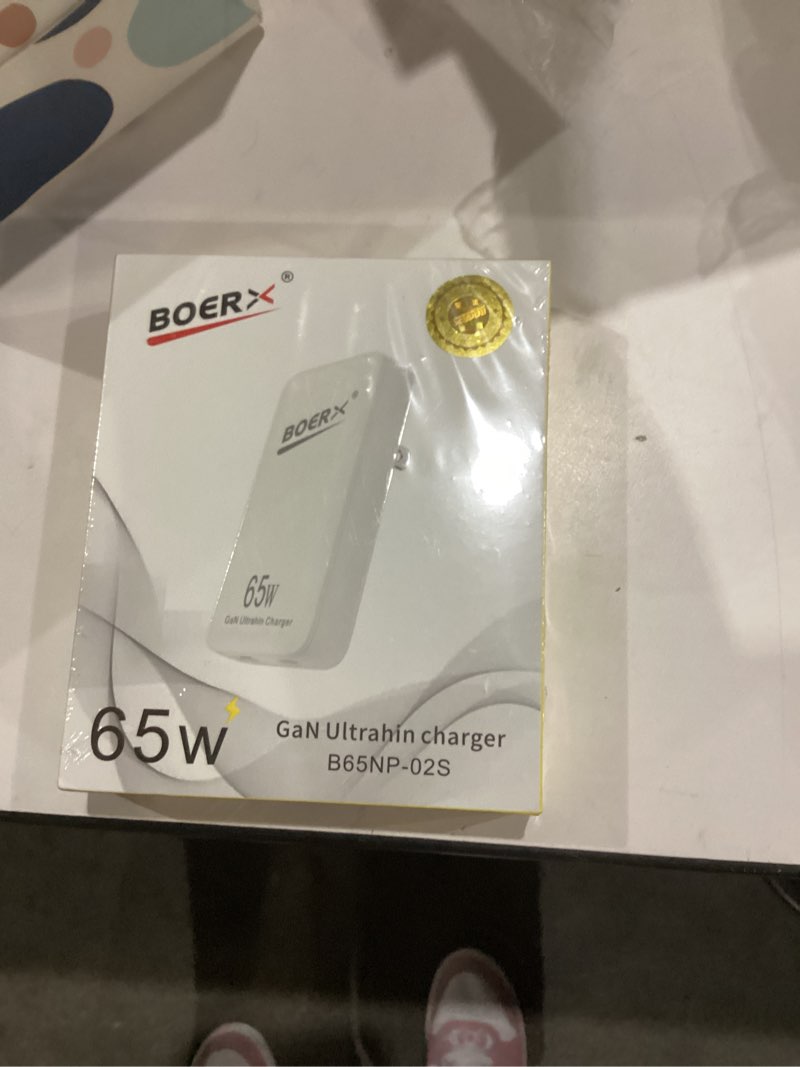 BOERX®
BOERX®
65W
GaN Ultrahin Charger
65W
GaN Ultrahin charger
B65NP-02S